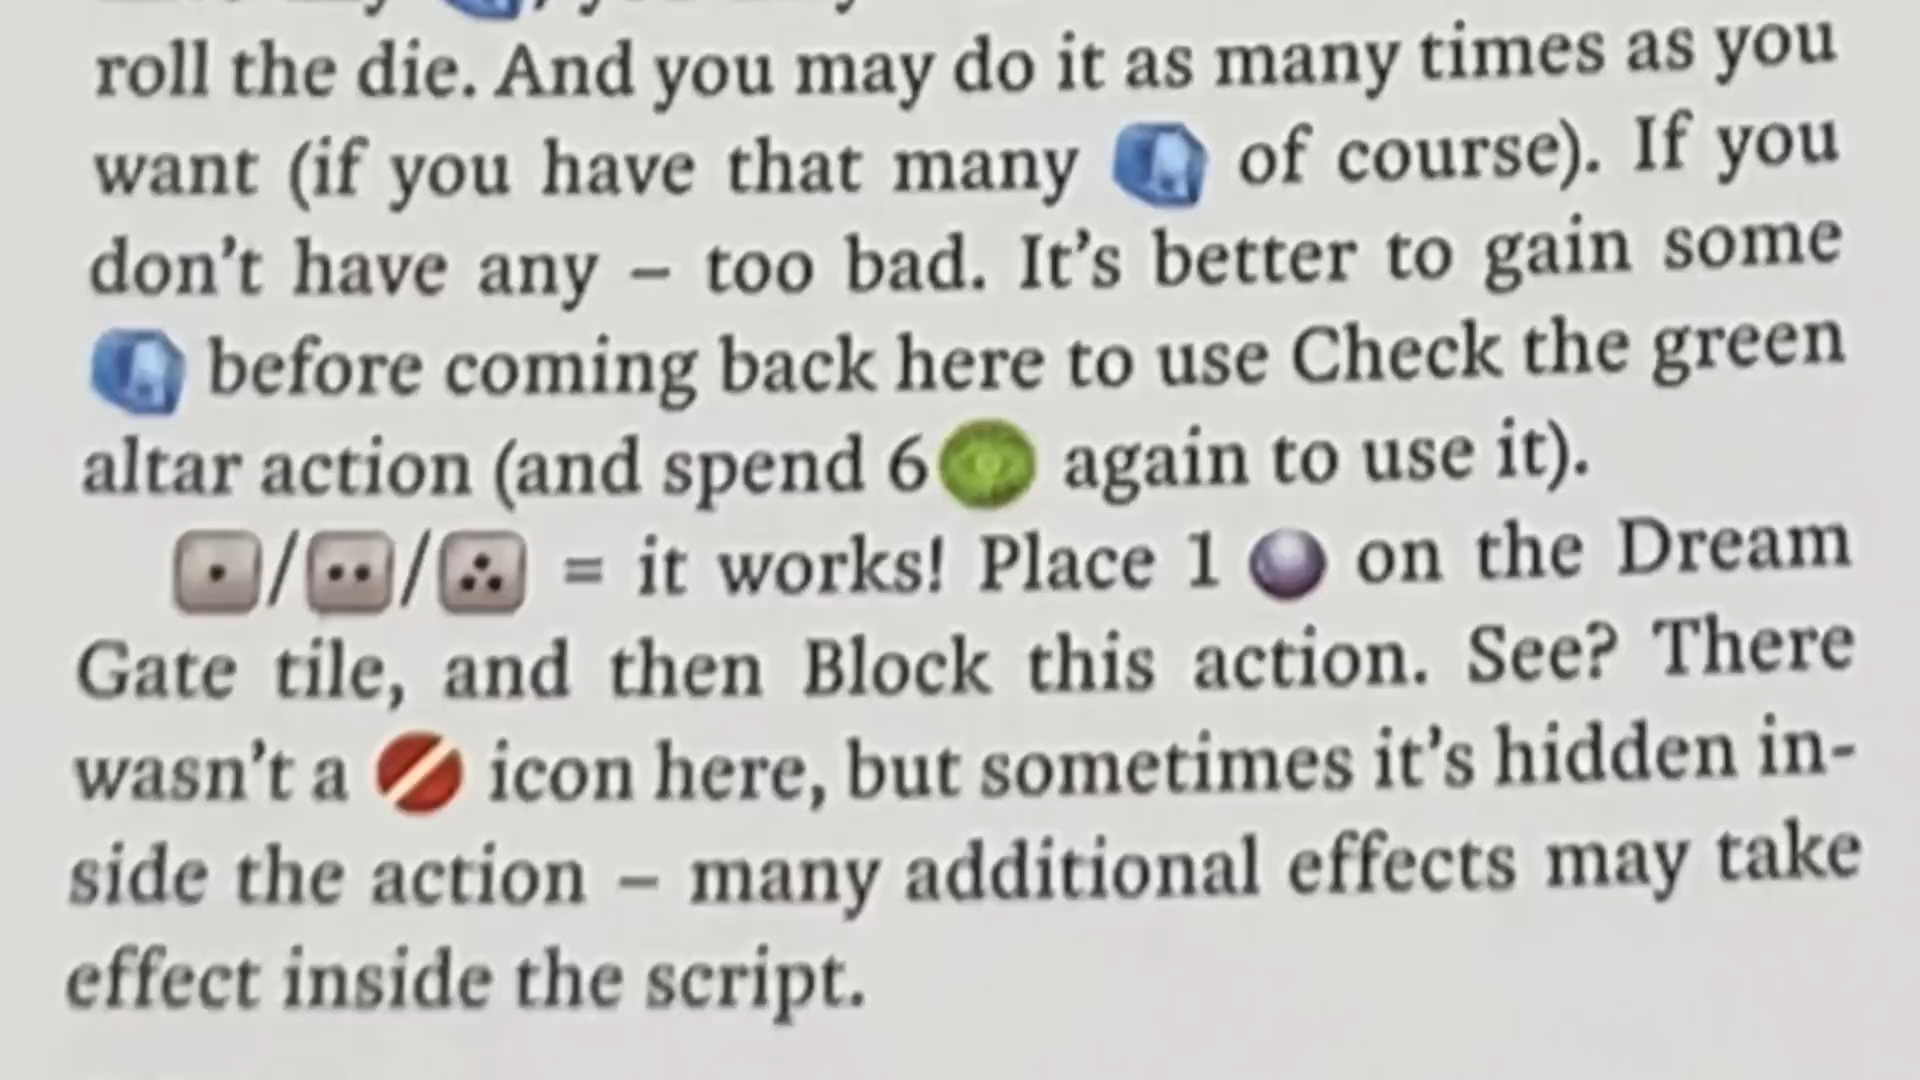 roll the die. And you may do it as many times as you
want (if you have that many of course). If you
don't have any – too bad. It's better to gain some
before coming back here to use Check the green
altar action (and spend 6 again to use it).
/ / = it works! Place 1 on the Dream
Gate tile, and then Block this action. See? There
wasn't a icon here, but sometimes it's hidden in-
side the action – many additional effects may take
effect inside the script.